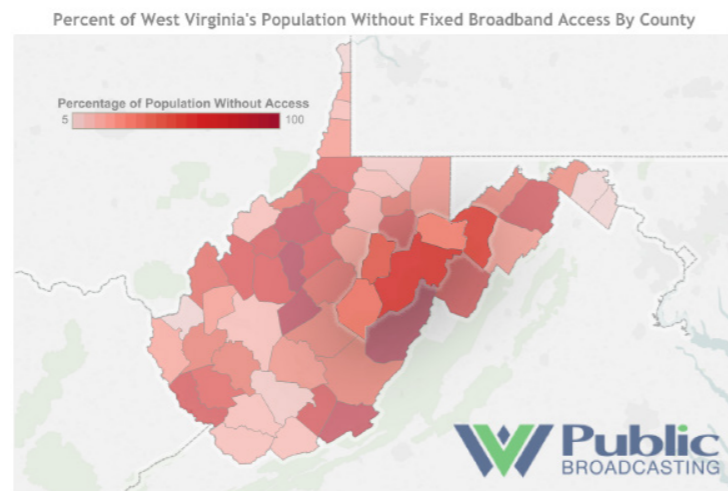 Percent of West Virginia's Population Without Fixed Broadband Access By County
Percentage of Population Without Access
5 100
Public
BROADCASTING